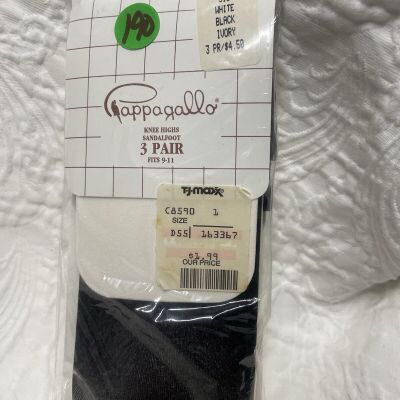 190
WHITE
BLACK
IVORY
3 PR/$4.50
Pappagallo®
KNEE HIGHS
SANDALFOOT
3 PAIR
FITS 9-11
T.J.maxx
C8590 1
SIZE
D55 163367
$1.99
OUR PRICE